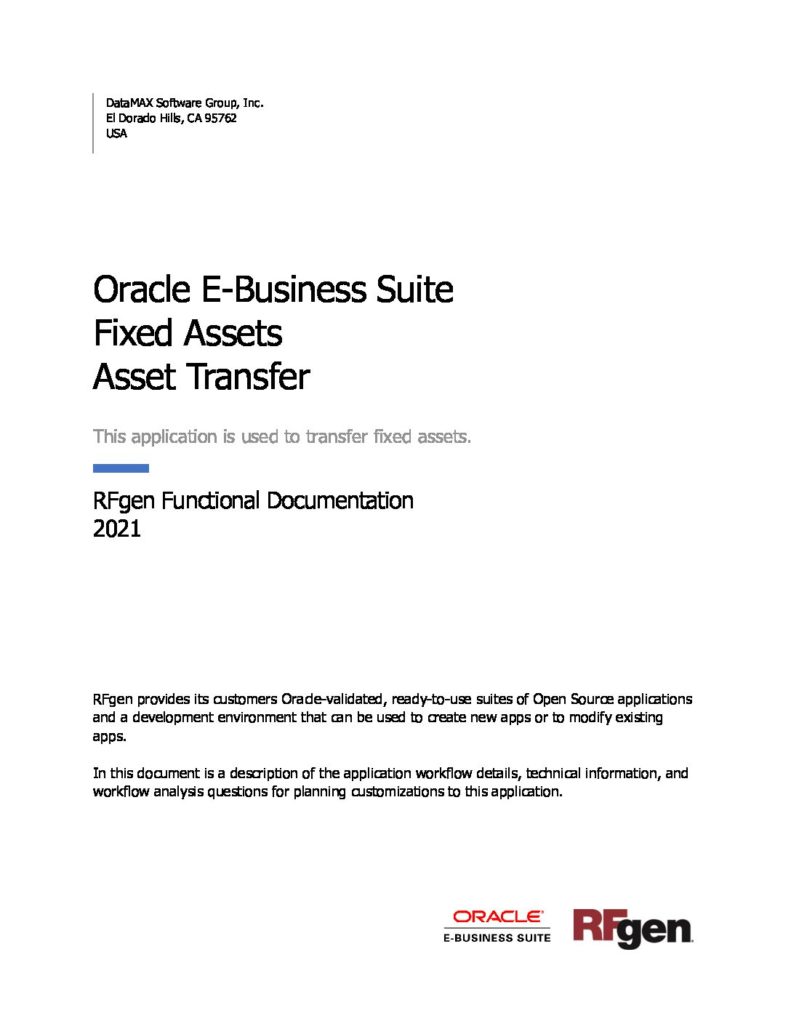 DataMAX Software Group, Inc.
El Dorado Hills, CA 95762
USA
Oracle E-Business Suite
Fixed Assets
Asset Transfer
This application is used to transfer fixed assets.
RFgen Functional Documentation
2021
RFgen provides its customers Oracle-validated, ready-to-use suites of Open Source applications
and a development environment that can be used to create new apps or to modify existing
apps.
In this document is a description of the application workflow details, technical information, and
workflow analysis questions for planning customizations to this application.
ORACLE
E-BUSINESS SUITE
RFgen